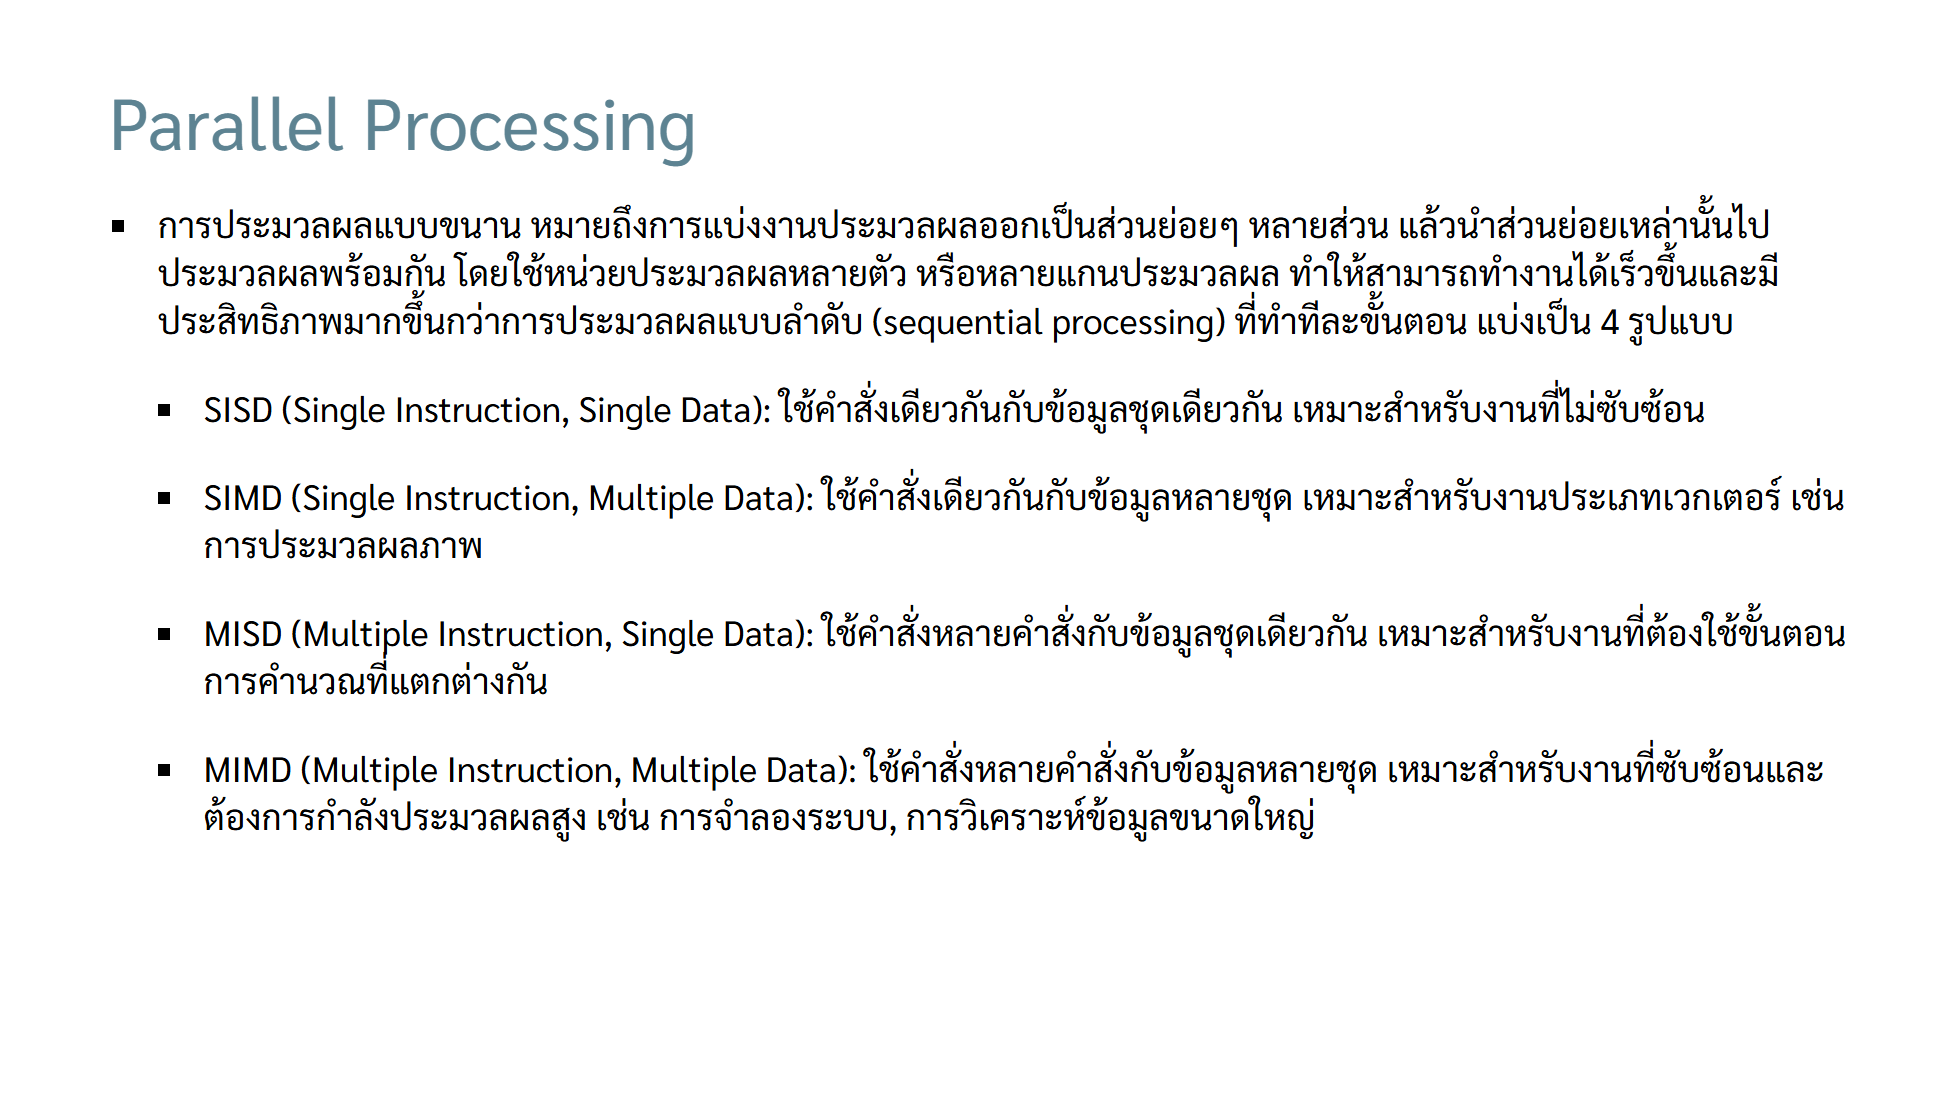 Parallel Processing
▪ การประมวลผลแบบขนาน หมายถึงการแบ่งงานประมวลผลออกเป็นส่วนย่อยๆ หลายส่วน แล้วนำส่วนย่อยเหล่านั้นไป
ประมวลผลพร้อมกัน โดยใช้หน่วยประมวลผลหลายตัว หรือหลายแกนประมวลผล ทำให้สามารถทำงานได้เร็วขึ้นและมี
ประสิทธิภาพมากขึ้นกว่าการประมวลผลแบบลำดับ (sequential processing) ที่ทำทีละขั้นตอน แบ่งเป็น 4 รูปแบบ
▪ SISD (Single Instruction, Single Data): ใช้คำสั่งเดียวกันกับข้อมูลชุดเดียวกัน เหมาะสำหรับงานที่ไม่ซับซ้อน
▪ SIMD (Single Instruction, Multiple Data): ใช้คำสั่งเดียวกันกับข้อมูลหลายชุด เหมาะสำหรับงานประเภทเวกเตอร์ เช่น
การประมวลผลภาพ
▪ MISD (Multiple Instruction, Single Data): ใช้คำสั่งหลายคำสั่งกับข้อมูลชุดเดียวกัน เหมาะสำหรับงานที่ต้องใช้ขั้นตอน
การคำนวณที่แตกต่างกัน
▪ MIMD (Multiple Instruction, Multiple Data): ใช้คำสั่งหลายคำสั่งกับข้อมูลหลายชุด เหมาะสำหรับงานที่ซับซ้อนและ
ต้องการกำลังประมวลผลสูง เช่น การจำลองระบบ, การวิเคราะห์ข้อมูลขนาดใหญ่